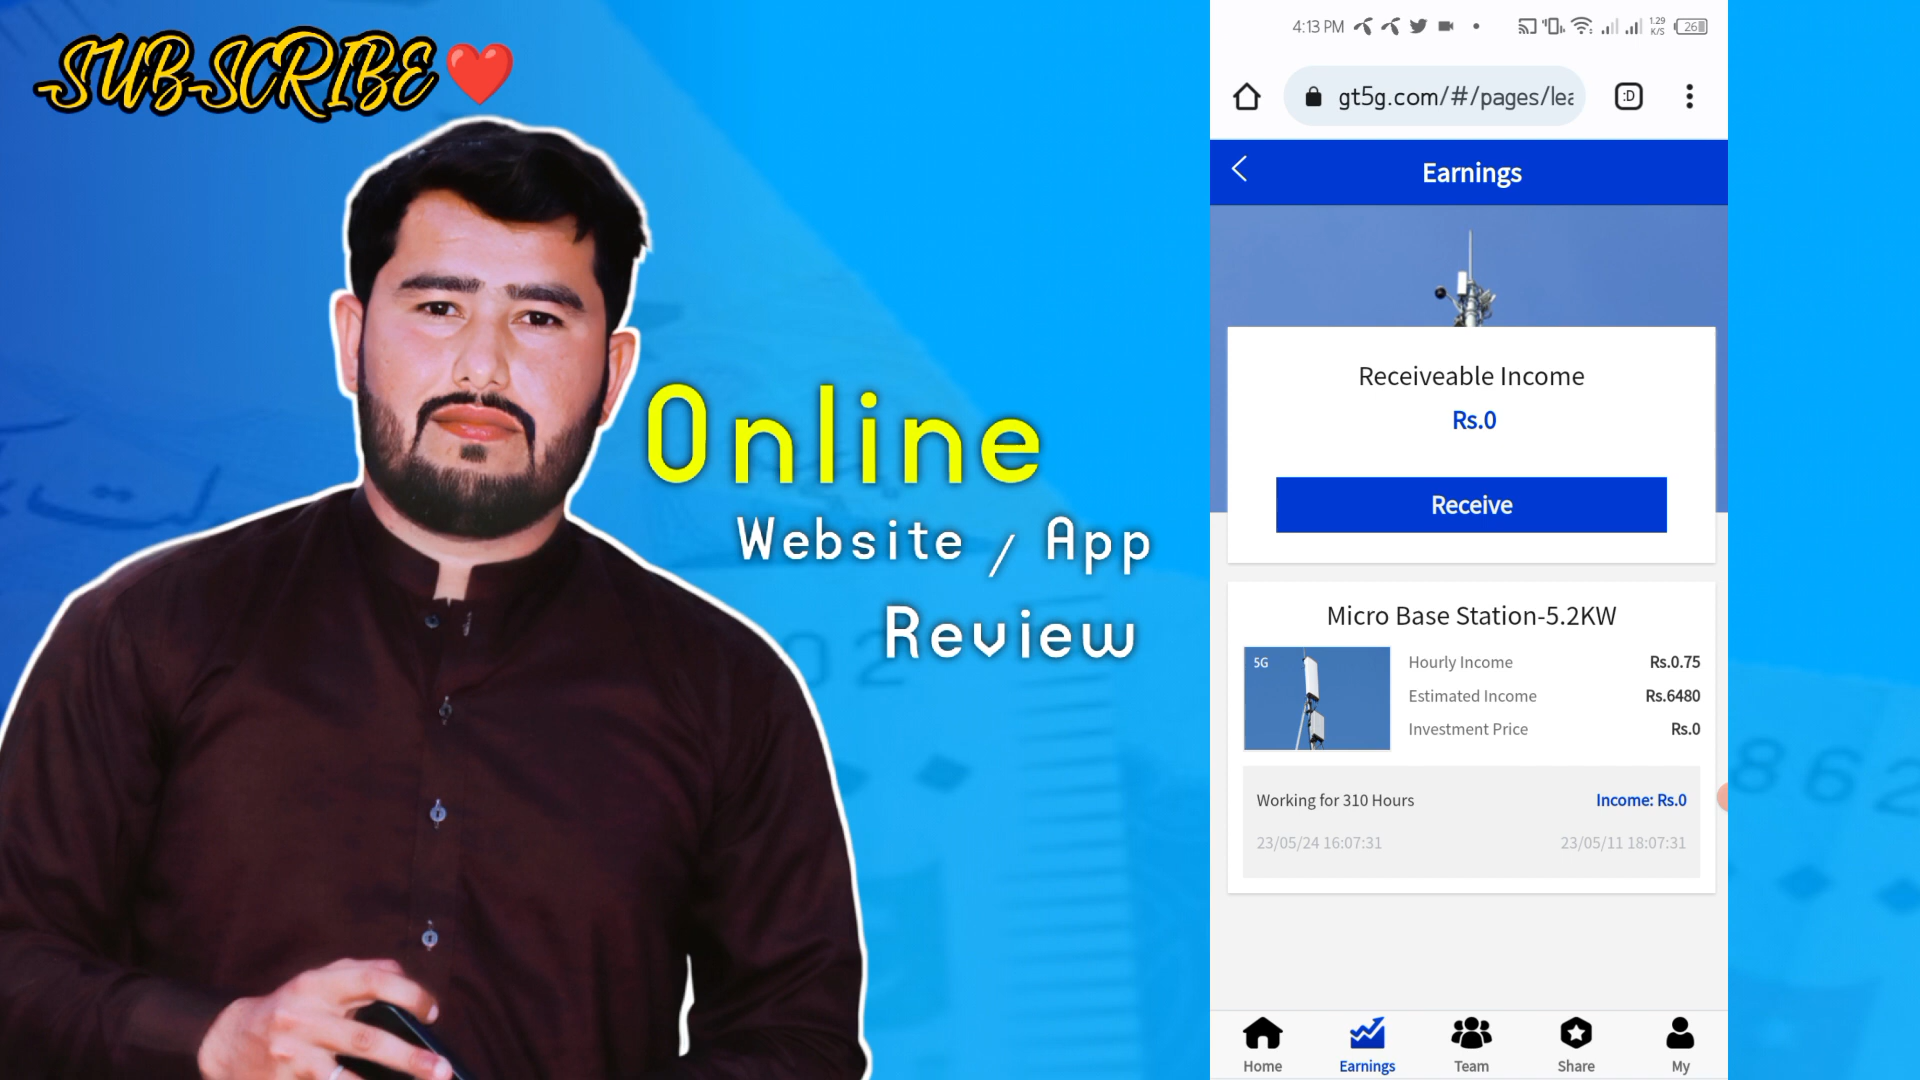 SUBSCRIBE❤️
Online
Website / App
Review
4:13 PM
1.29
K/S
26
gt5g.com/#/pages/lea
:D
Earnings
Receiveable Income
Rs.0
Receive
Micro Base Station-5.2KW
5G
Hourly Income Rs.0.75
Estimated Income Rs.6480
Investment Price Rs.0
Working for 310 Hours Income: Rs.0
23/05/24 16:07:31 23/05/11 18:07:31
Home Earnings Team Share My